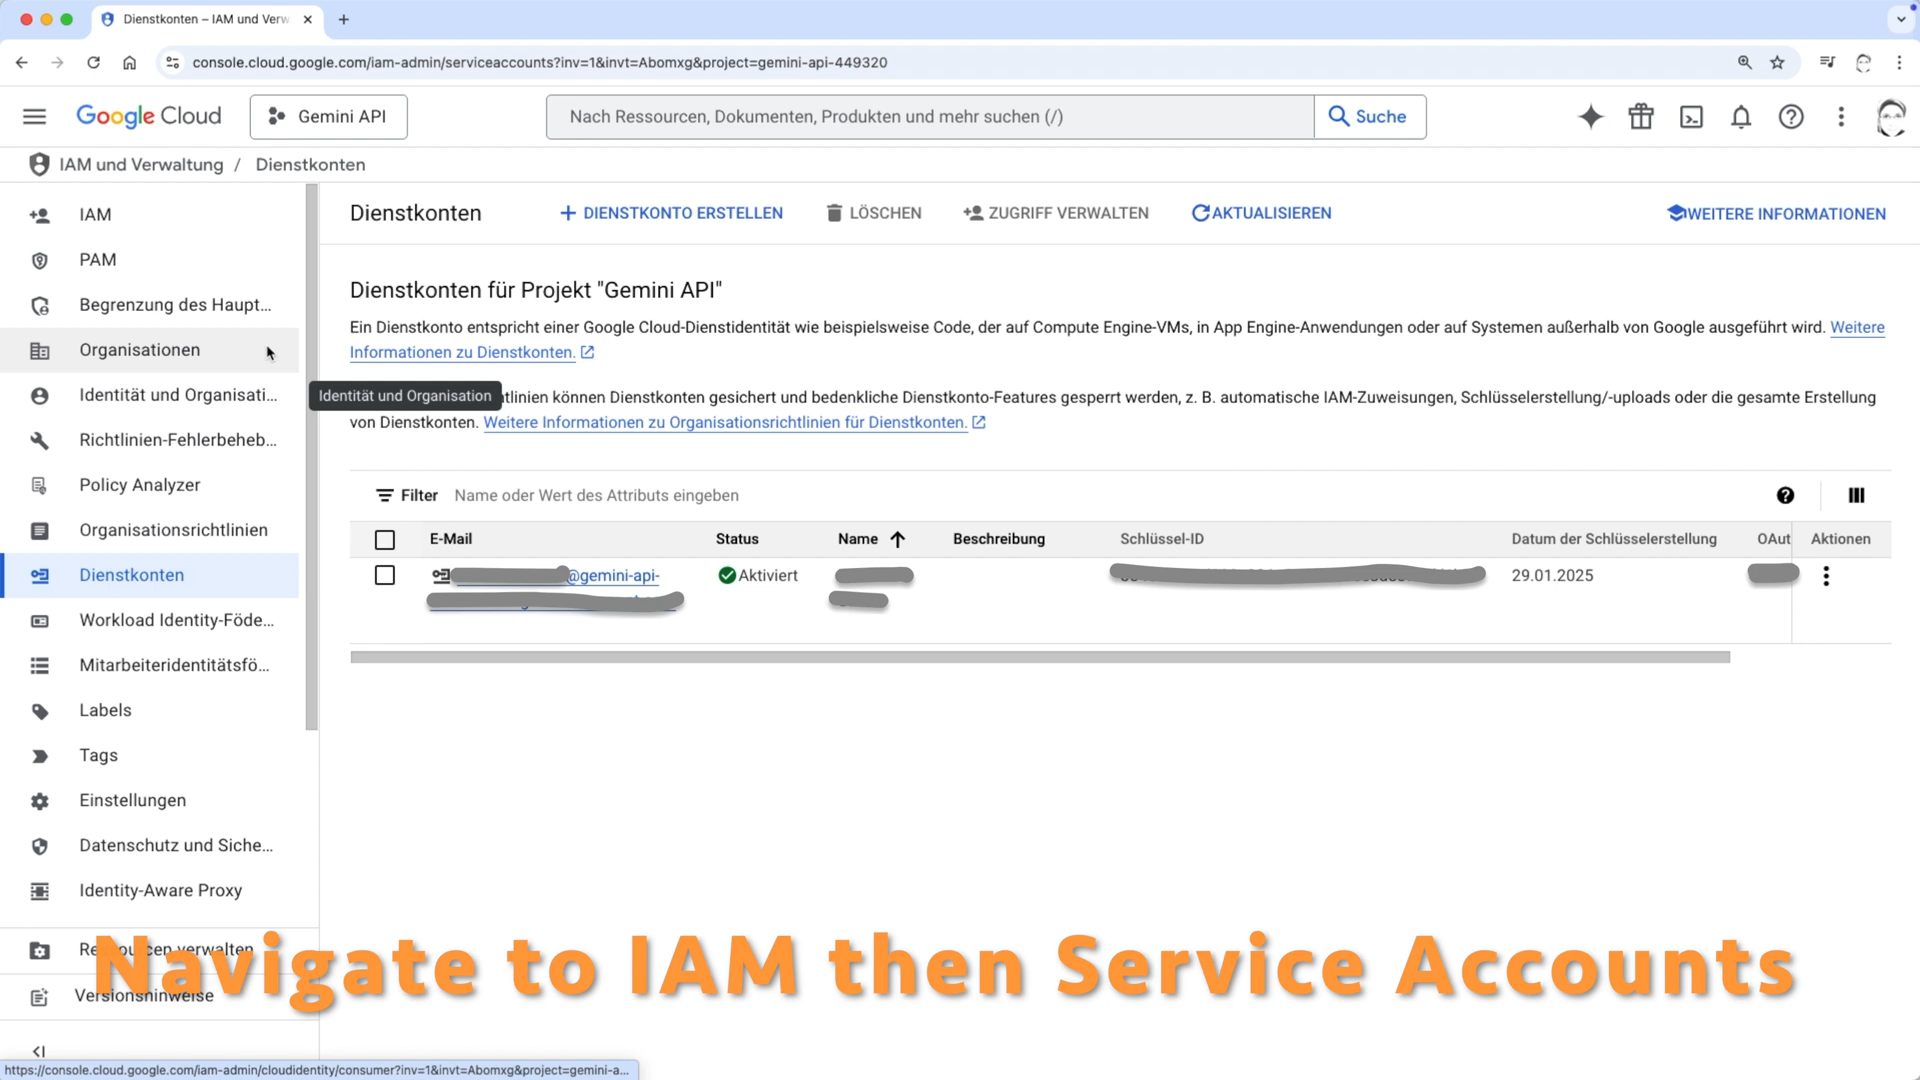 Dienstkonten – IAM und Verw
console.cloud.google.com/iam-admin/serviceaccounts?inv=1&invt=Abomxg&project=gemini-api-449320
Google Cloud
Gemini API
Nach Ressourcen, Dokumenten, Produkten und mehr suchen (/)
Suche
IAM und Verwaltung / Dienstkonten
IAM
PAM
Begrenzung des Haupt...
Organisationen
Identität und Organisati...
Richtlinien-Fehlerbeheb...
Policy Analyzer
Organisationsrichtlinien
Dienstkonten
Workload Identity-Föde...
Mitarbeiteridentitätsfö...
Labels
Tags
Einstellungen
Datenschutz und Siche...
Identity-Aware Proxy
Ressourcen verwalten
Versionshinweise
Dienstkonten
DIENSTKONTO ERSTELLEN
LÖSCHEN
ZUGRIFF VERWALTEN
AKTUALISIEREN
WEITERE INFORMATIONEN
Dienstkonten für Projekt "Gemini API"
Ein Dienstkonto entspricht einer Google Cloud-Dienstidentität wie beispielsweise Code, der auf Compute Engine-VMs, in App Engine-Anwendungen oder auf Systemen außerhalb von Google ausgeführt wird. Weitere
Informationen zu Dienstkonten.
Identität und Organisation
tlinien können Dienstkonten gesichert und bedenkliche Dienstkonto-Features gesperrt werden, z. B. automatische IAM-Zuweisungen, Schlüsselerstellung/-uploads oder die gesamte Erstellung
von Dienstkonten. Weitere Informationen zu Organisationsrichtlinien für Dienstkonten.
Filter Name oder Wert des Attributs eingeben
E-Mail Status Name Beschreibung Schlüssel-ID Datum der Schlüsselerstellung OAut Aktionen
@gemini-api- Aktiviert 29.01.2025
Navigate to IAM then Service Accounts
https://console.cloud.google.com/iam-admin/cloudidentity/consumer?inv=1&invt=Abomxg&project=gemini-a...